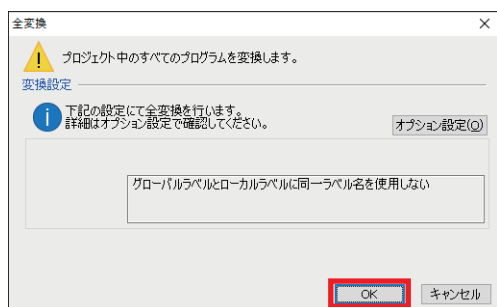 全変換
プロジェクト中のすべてのプログラムを変換します。
変換設定
下記の設定にて全変換を行います。
詳細はオプション設定で確認してください。
オプション設定(O)
グローバルラベルとローカルラベルに同一ラベル名を使用しない
OK
キャンセル